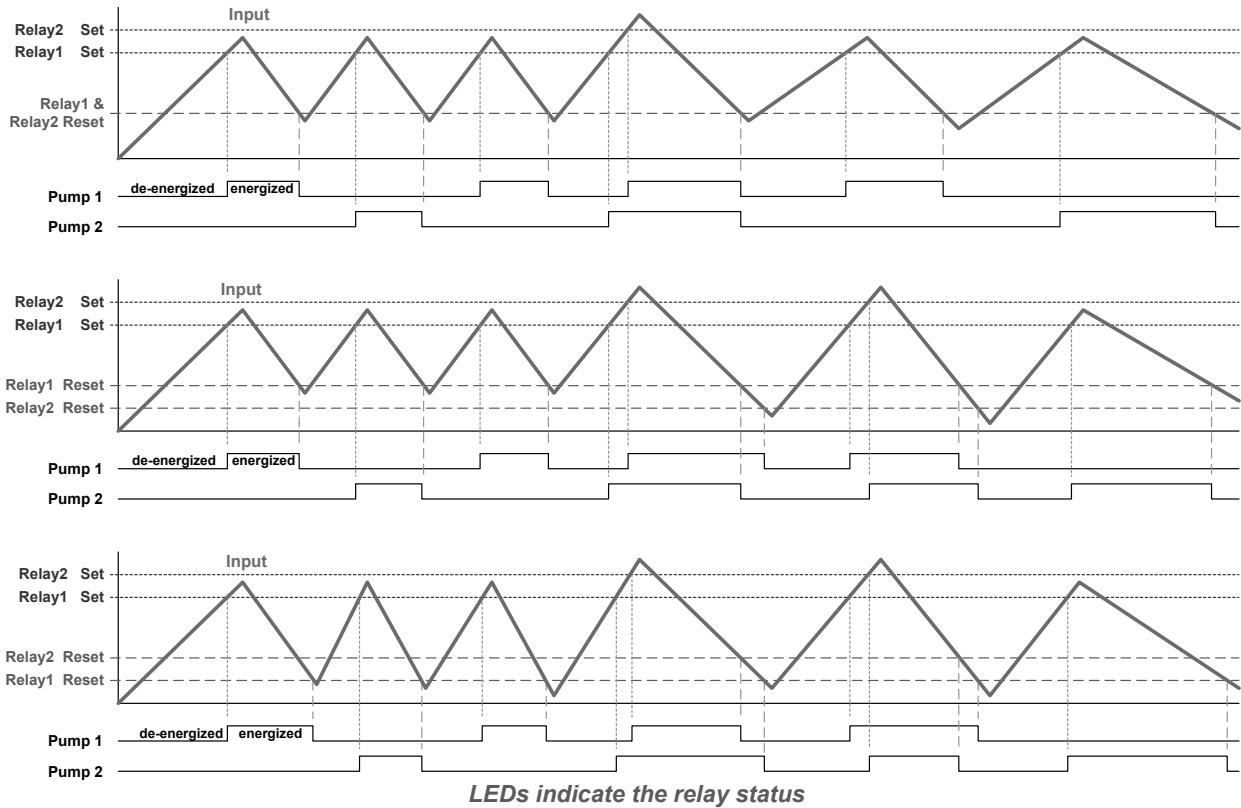 Input
Relay2 Set
Relay1 Set
Relay1 &
Relay2 Reset
de-energized energized
Pump 1
Pump 2
Input
Relay2 Set
Relay1 Set
Relay1 Reset
Relay2 Reset
de-energized energized
Pump 1
Pump 2
Input
Relay2 Set
Relay1 Set
Relay2 Reset
Relay1 Reset
de-energized energized
Pump 1
Pump 2
LEDs indicate the relay status